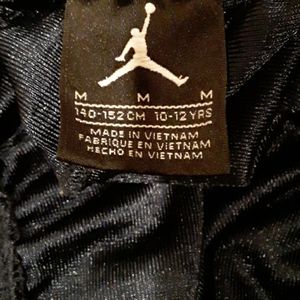 M M M
140-152CM 10-12YRS
MADE IN VIETNAM
FABRIQUE EN VIETNAM
HECHO EN VIETNAM